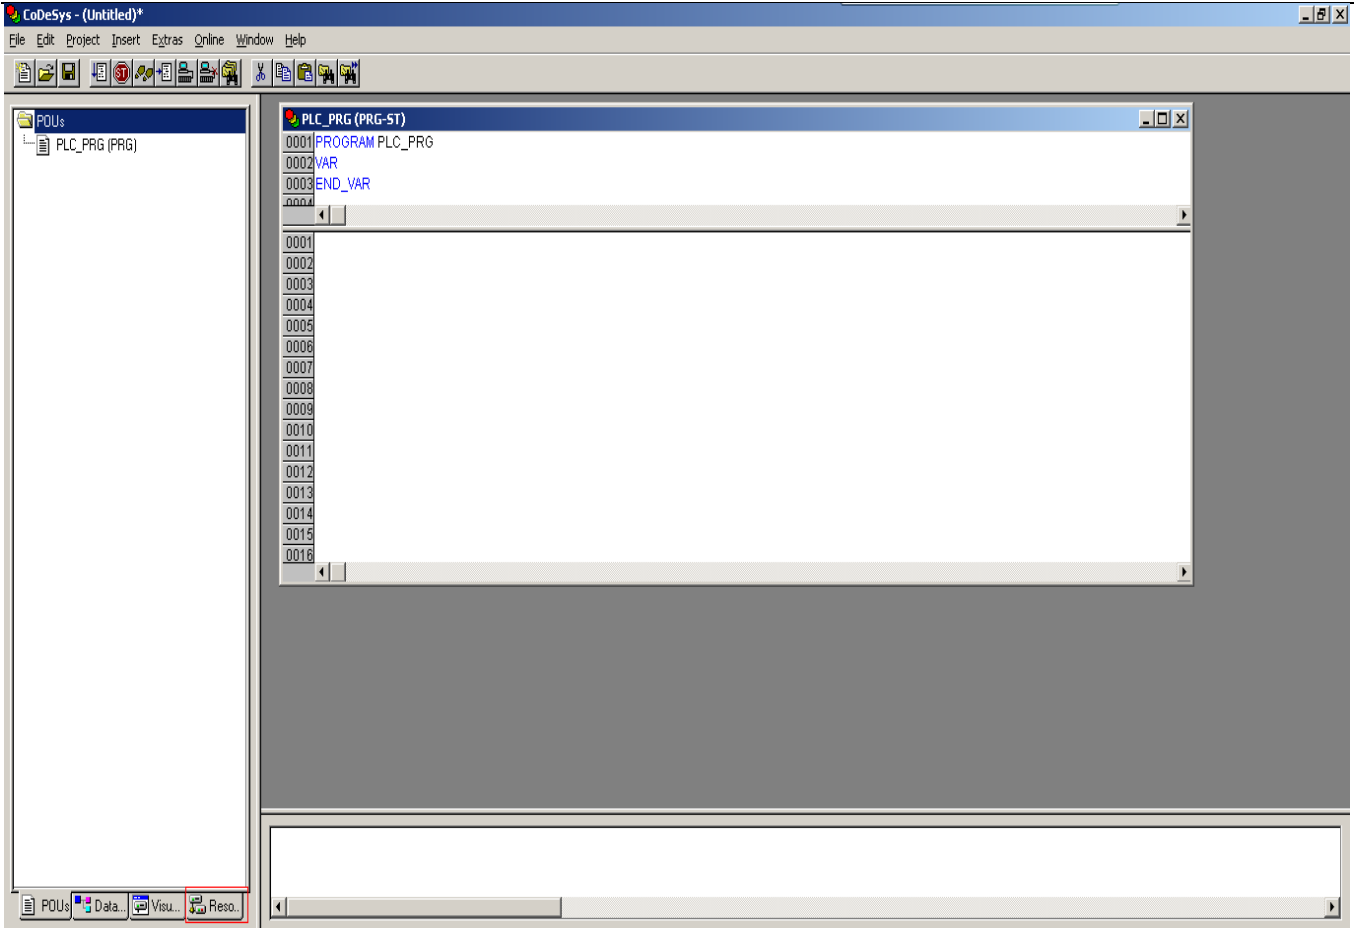 CoDeSys - (Untitled)*
File Edit Project Insert Extras Online Window Help
POUs
PLC_PRG (PRG)
PLC_PRG (PRG-ST)
0001 PROGRAM PLC_PRG
0002 VAR
0003 END_VAR
0004
0001
0002
0003
0004
0005
0006
0007
0008
0009
0010
0011
0012
0013
0014
0015
0016
POUs Data... Visu... Reso...